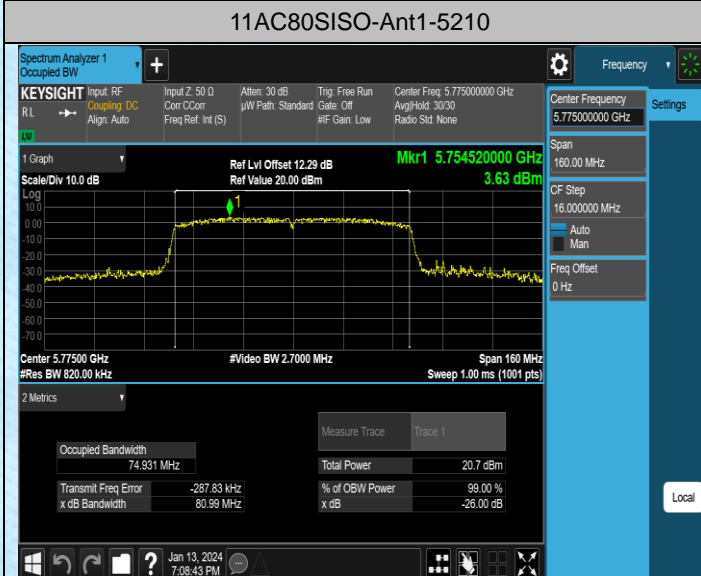 11AC80SISO-Ant1-5210
Spectrum Analyzer 1
Occupied BW
Frequency
KEYSIGHT Input: RF Input Z: 50 Ω Atten: 30 dB Trig: Free Run Center Freq: 5.775000000 GHz
RL Coupling: DC Corr CCorr µW Path: Standard Gate: Off Avg|Hold: 30/30
Align: Auto Freq Ref: Int (S) #IF Gain: Low Radio Std: None
Center Frequency
5.775000000 GHz
Settings
Span
160.00 MHz
CF Step
16.000000 MHz
Auto
Man
Freq Offset
0 Hz
1 Graph
Ref Lvl Offset 12.29 dB Mkr1 5.754520000 GHz
Scale/Div 10.0 dB Ref Value 20.00 dBm 3.63 dBm
Log
10.0
0.00
-10.0
-20.0
-30.0
-40.0
-50.0
-60.0
-70.0
1
Center 5.77500 GHz #Video BW 2.7000 MHz Span 160 MHz
#Res BW 820.00 kHz Sweep 1.00 ms (1001 pts)
2 Metrics
Measure Trace Trace 1
Occupied Bandwidth
74.931 MHz Total Power 20.7 dBm
Transmit Freq Error -287.83 kHz % of OBW Power 99.00 %
x dB Bandwidth 80.99 MHz x dB -26.00 dB
Local
? Jan 13, 2024
7:08:43 PM